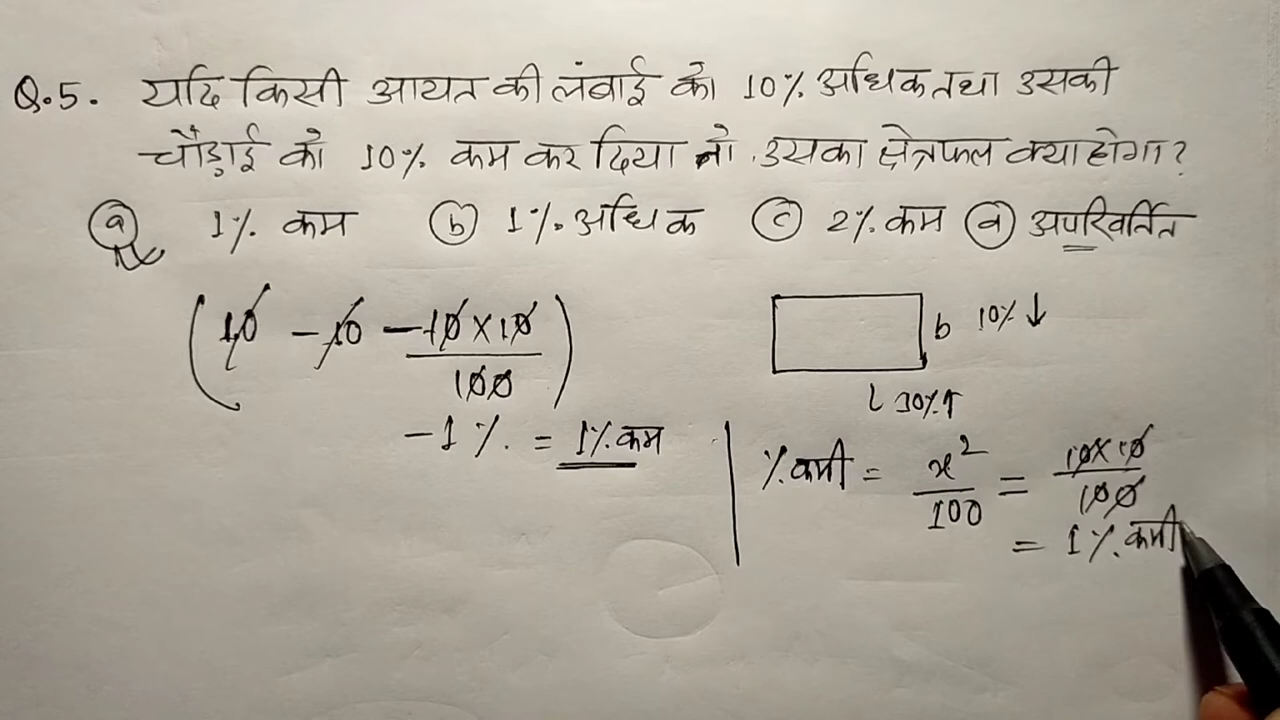 Q.5. यदि किसी आयत की लंबाई को 10% अधिक तथा उसकी
चौड़ाई को 10% कम कर दिया तो उसका क्षेत्रफल क्या होगा?
(a) 1% कम (b) 1% अधिक (c) 2% कम (d) अपरिवर्तित
(10 - 10 - 10 × 10 / 100)
-1% = 1% कम
b 10% ↓
l 30% ↑
% कमी = x² / 100 = 10 × 10 / 100
= 1% कमी